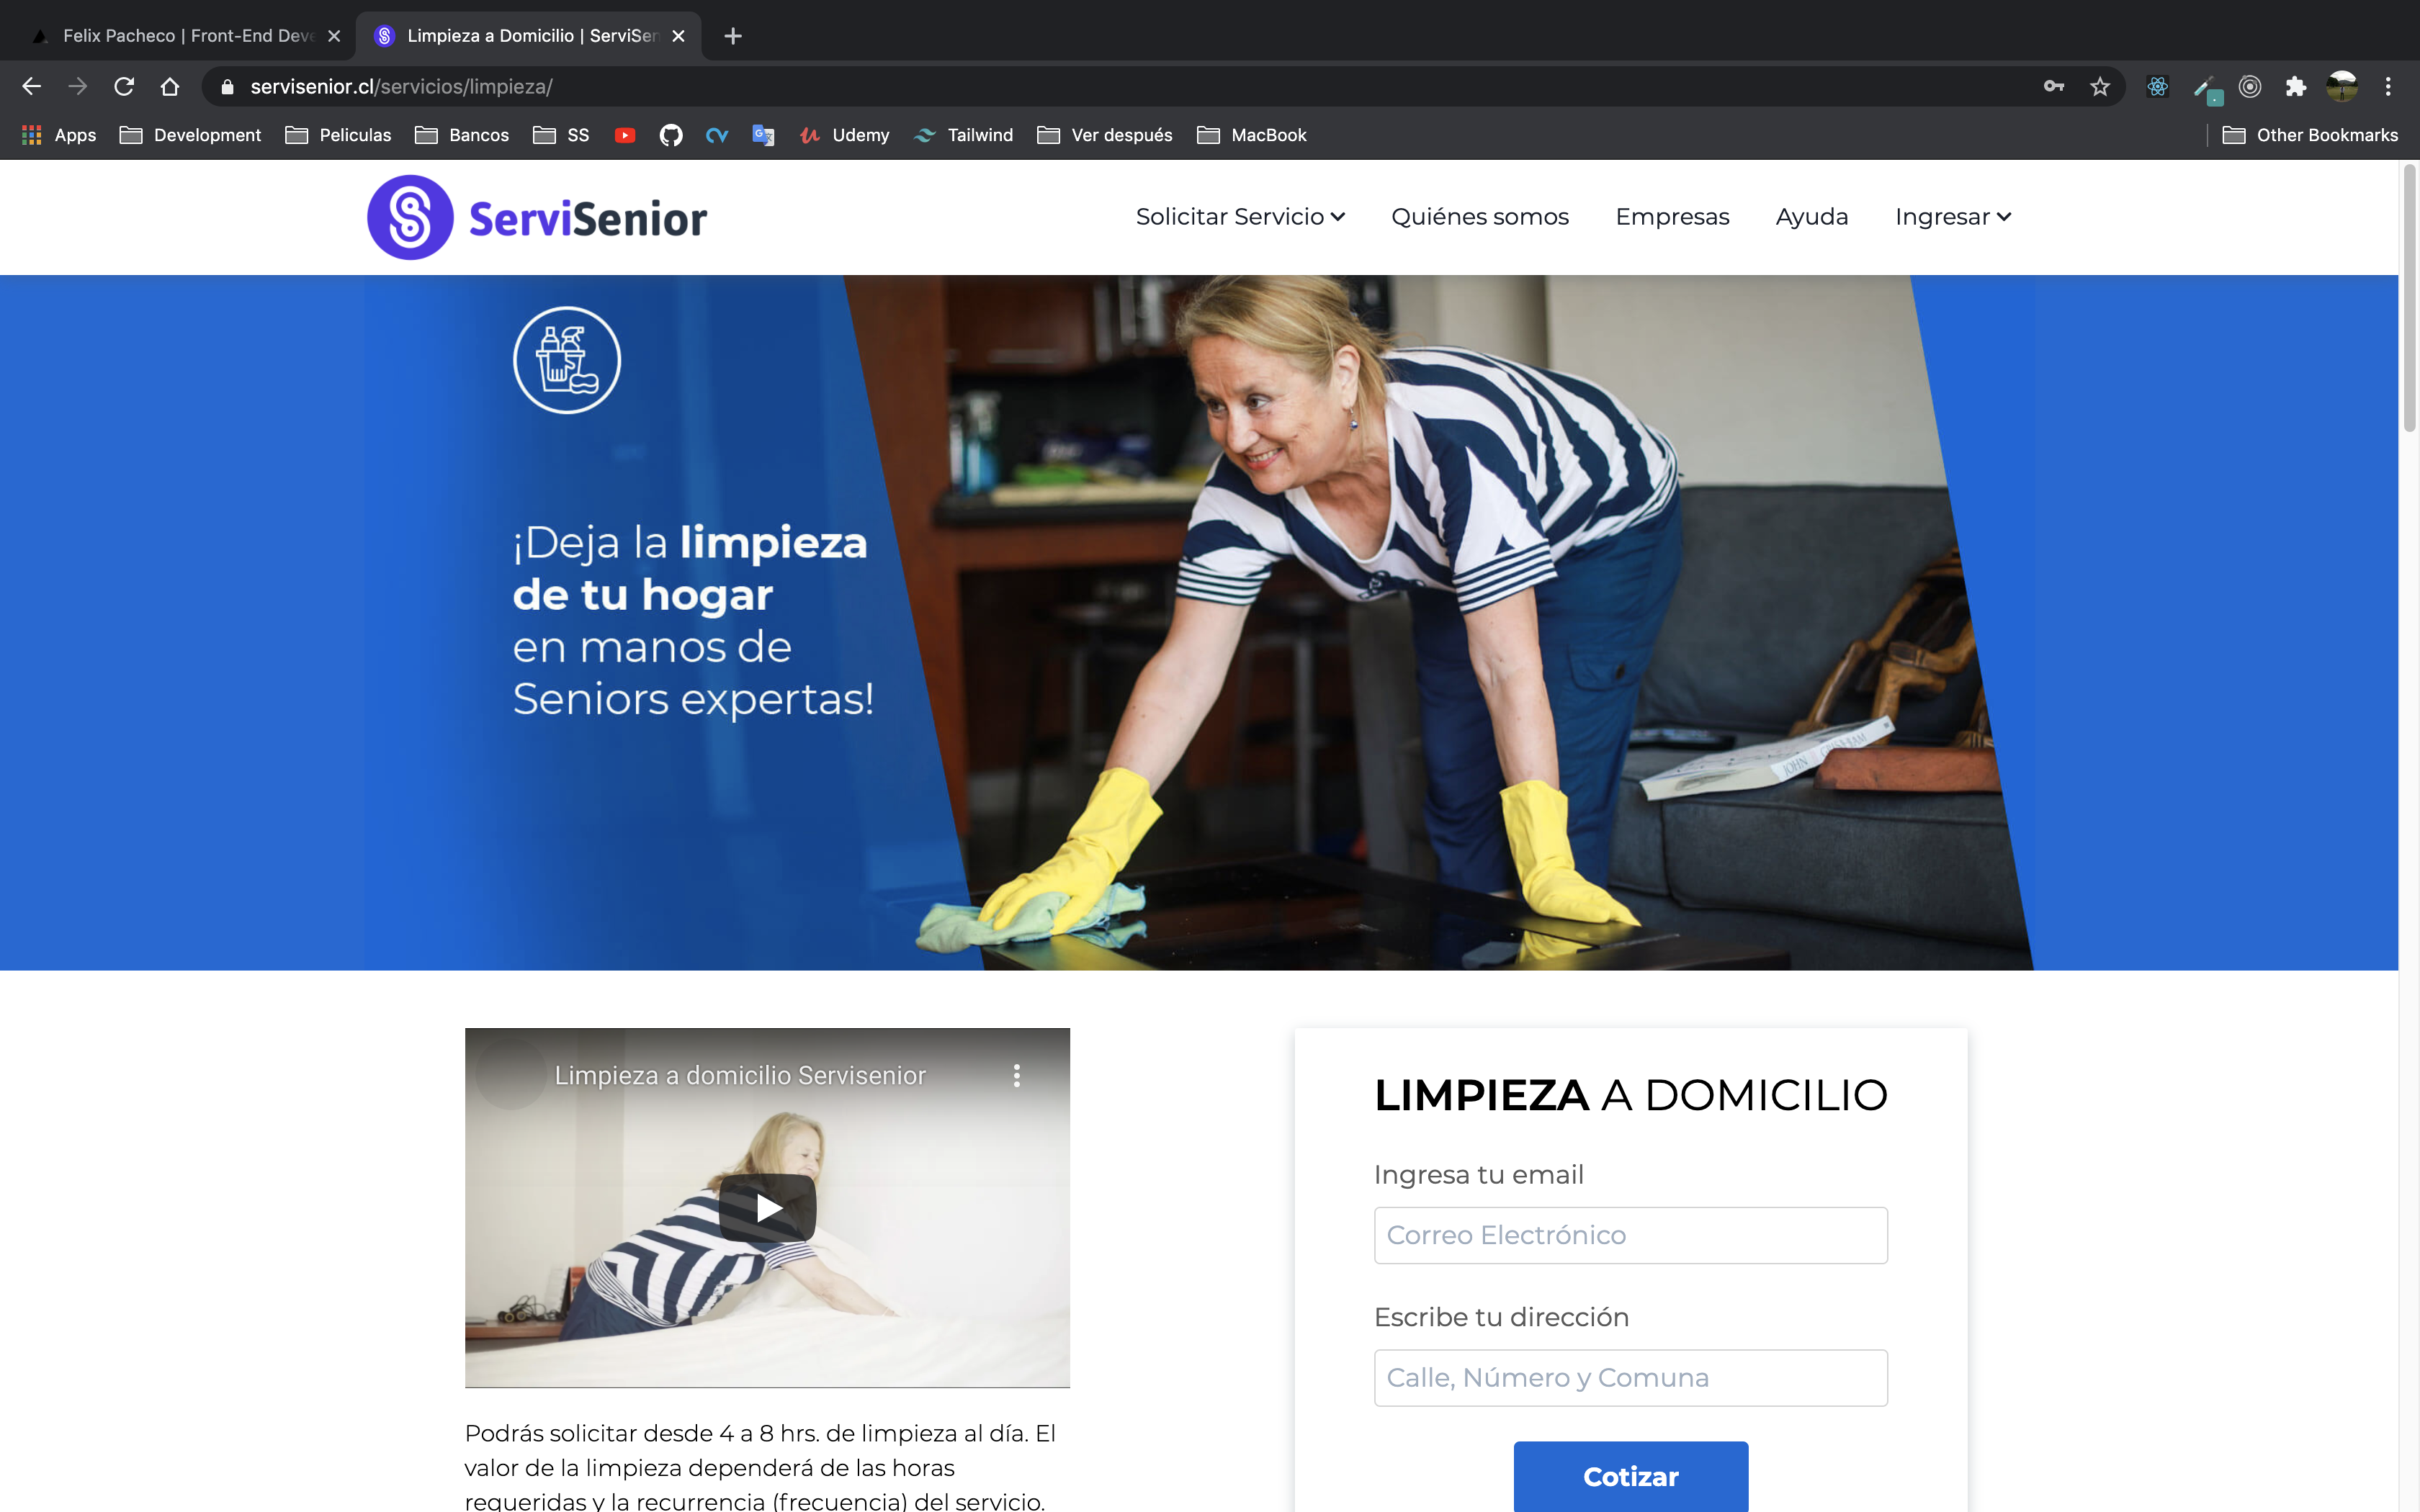 Felix Pacheco | Front-End Deve
Limpieza a Domicilio | ServiSen
servisenior.cl/servicios/limpieza/
Apps Development Peliculas Bancos SS Udemy Tailwind Ver después MacBook Other Bookmarks
ServiSenior
Solicitar Servicio Quiénes somos Empresas Ayuda Ingresar
¡Deja la limpieza
de tu hogar
en manos de
Seniors expertas!
JOHN GRISHAM
Limpieza a domicilio Servisenior
Podrás solicitar desde 4 a 8 hrs. de limpieza al día. El
valor de la limpieza dependerá de las horas
requeridas y la recurrencia (frecuencia) del servicio.
LIMPIEZA A DOMICILIO
Ingresa tu email
Correo Electrónico
Escribe tu dirección
Calle, Número y Comuna
Cotizar